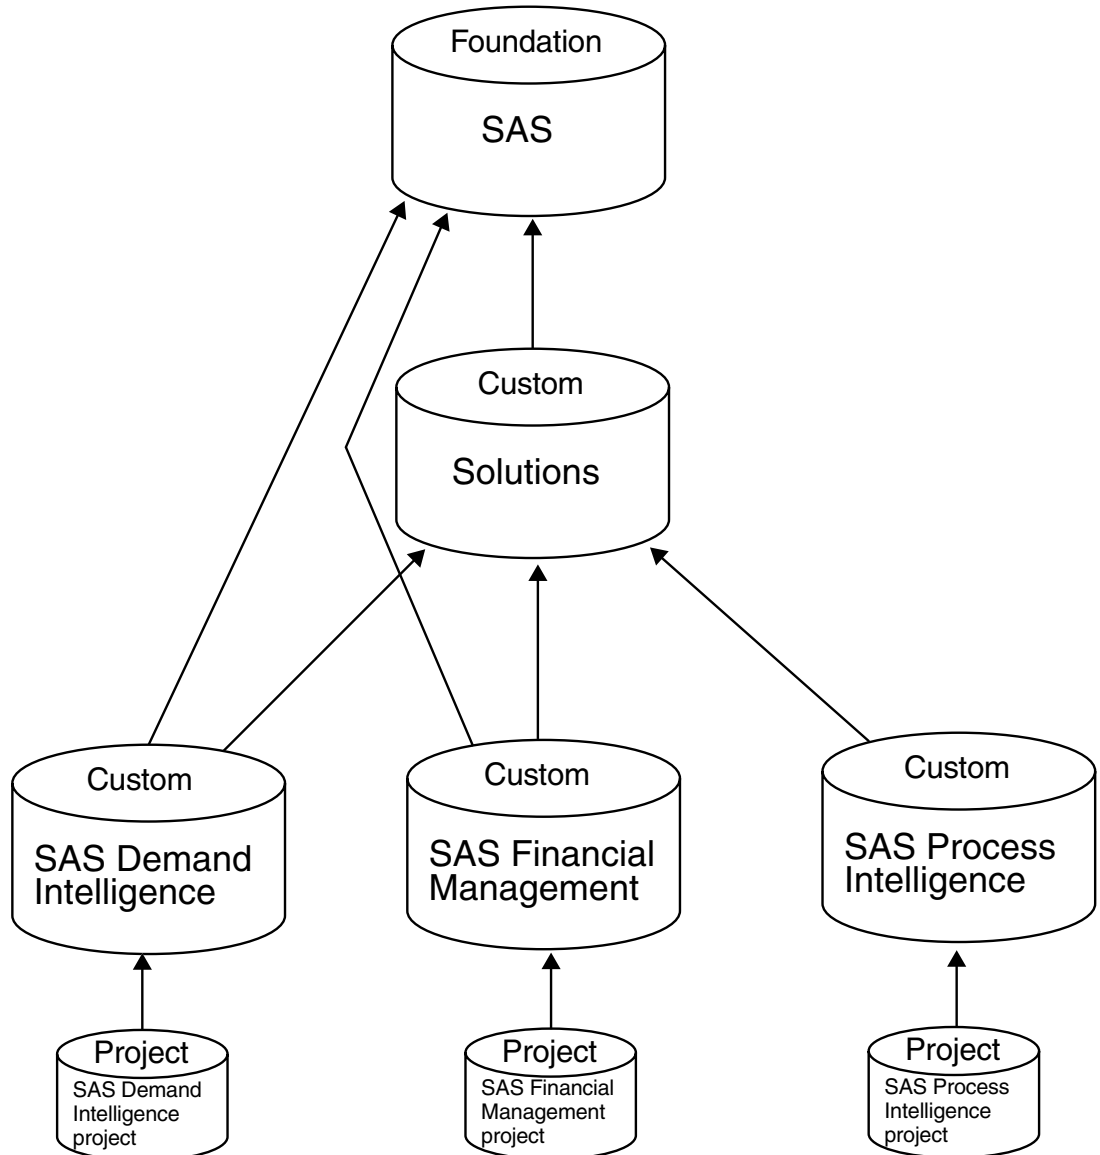 Foundation
SAS
Custom
Solutions
Custom
SAS Demand
Intelligence
Custom
SAS Financial
Management
Custom
SAS Process
Intelligence
Project
SAS Demand
Intelligence
project
Project
SAS Financial
Management
project
Project
SAS Process
Intelligence
project